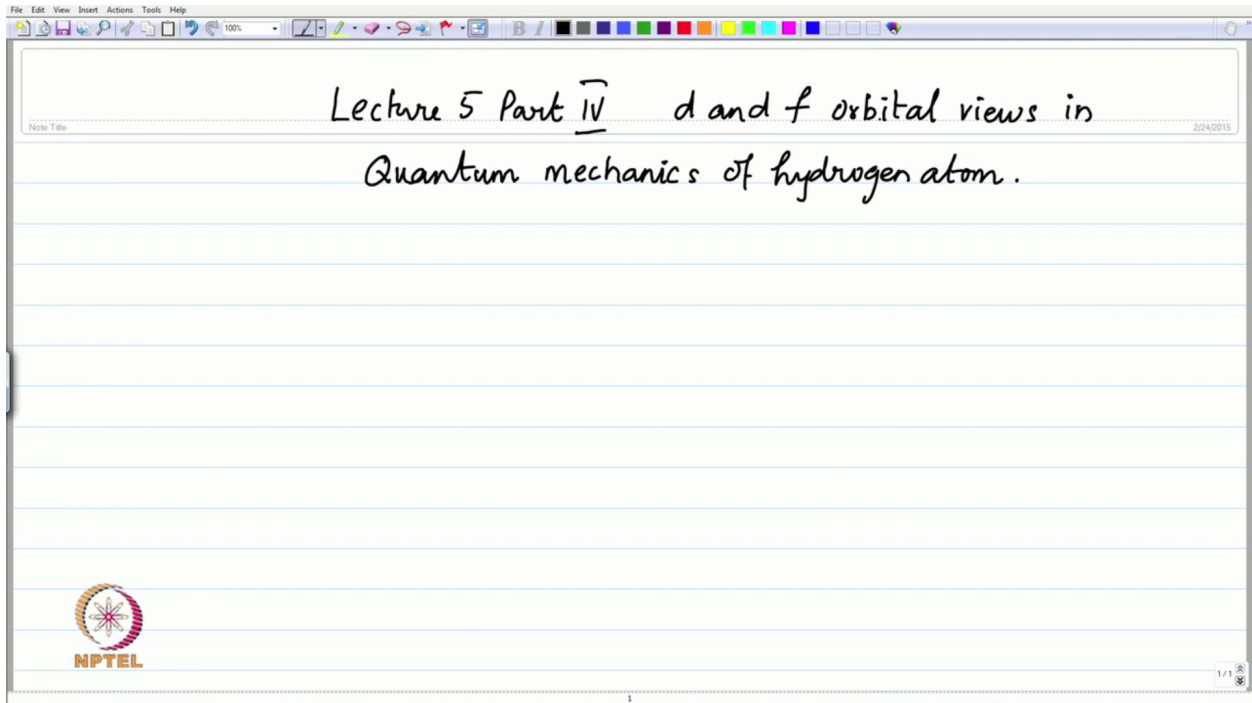 File Edit View Insert Actions Tools Help
100%
B I
Lecture 5 Part IV d and f orbital views in
Note Title
2/24/2015
Quantum mechanics of hydrogen atom.
NPTEL
1/1
1